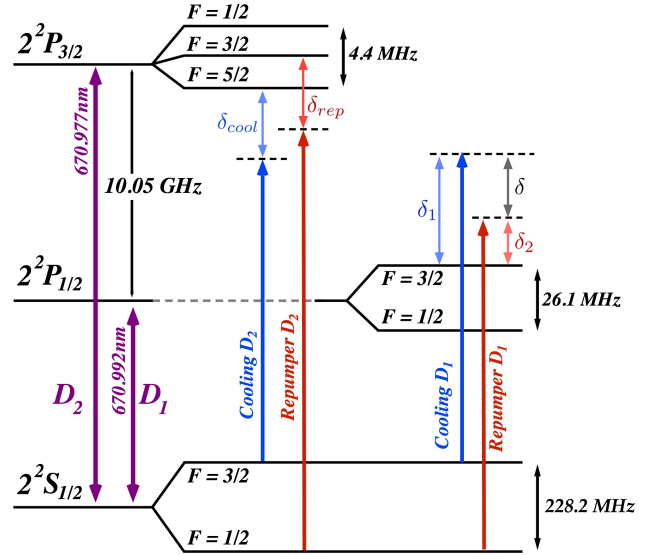 F = 1/2
2²P₃/₂
F = 3/2
4.4 MHz
F = 5/2
δcool
δrep
670.977nm
10.05 GHz
δ₁
δ
δ₂
2²P₁/₂
F = 3/2
26.1 MHz
F = 1/2
670.992nm
Cooling D₂
Repumper D₂
Cooling D₁
Repumper D₁
D₂
D₁
2²S₁/₂
F = 3/2
228.2 MHz
F = 1/2